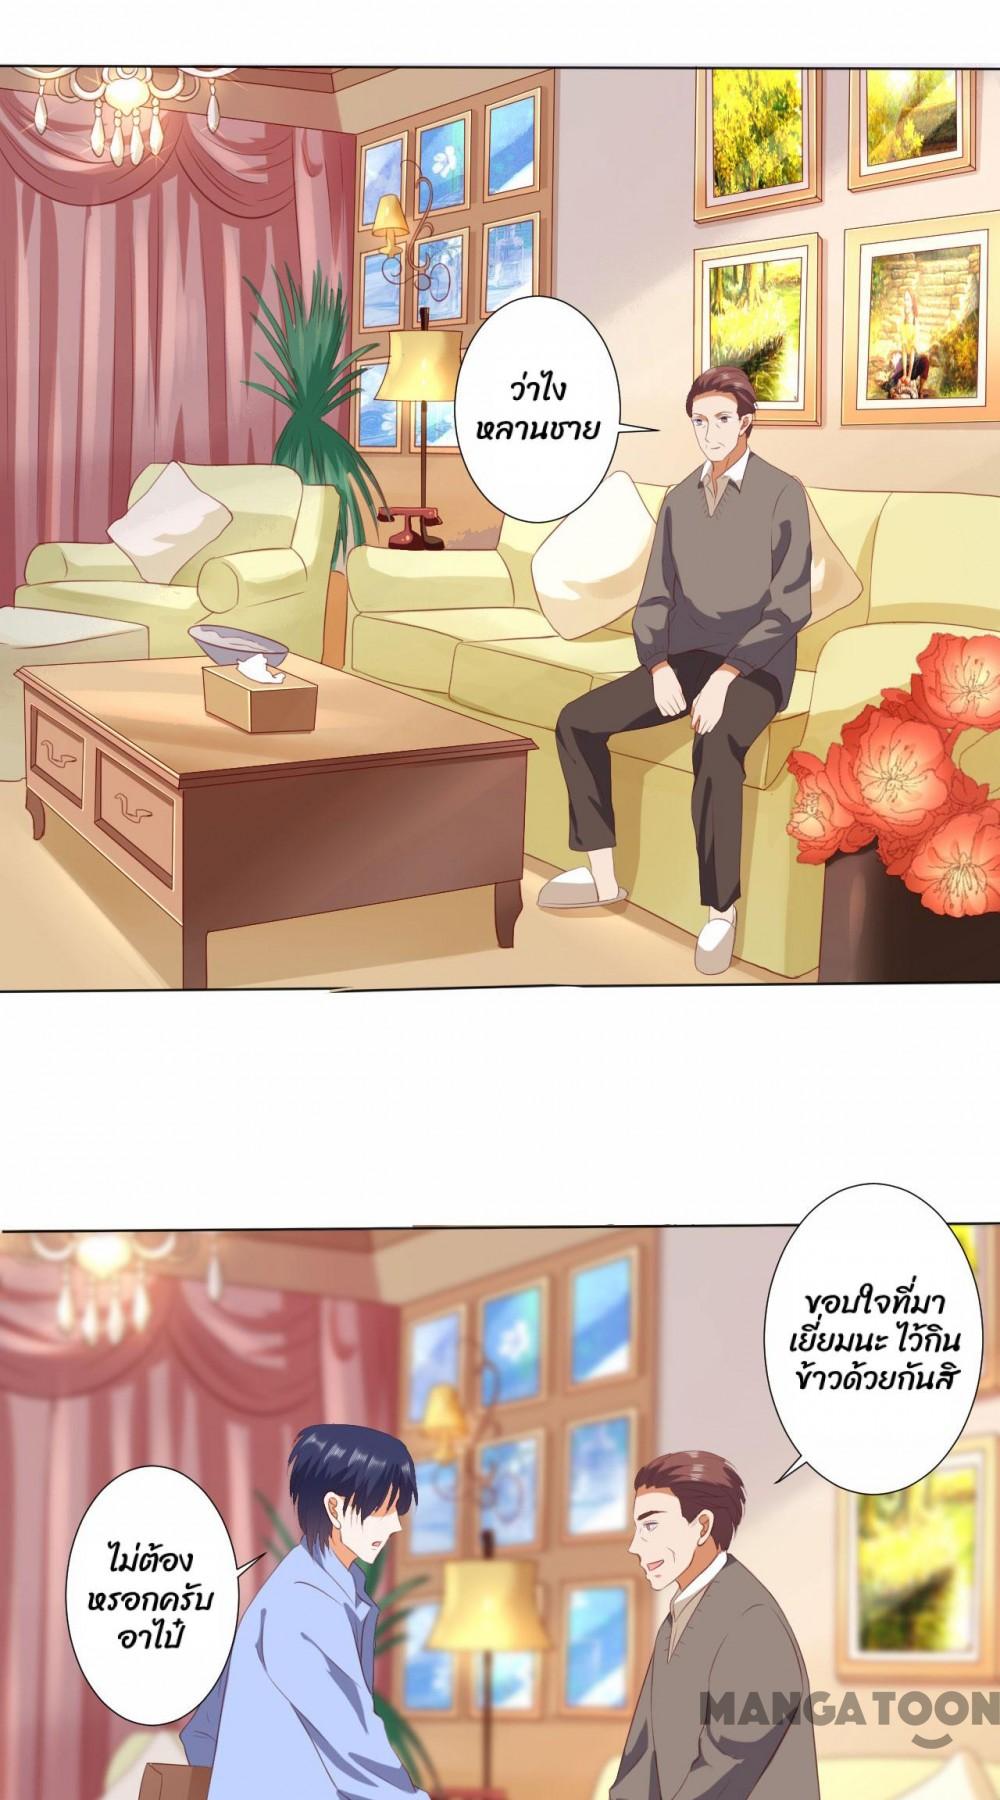 ว่าไง
หลานชาย
ขอบใจที่มา
เยี่ยมนะ ไว้กิน
ข้าวด้วยกันสิ
ไม่ต้อง
หรอกครับ
อาไป๋
MANGATOON